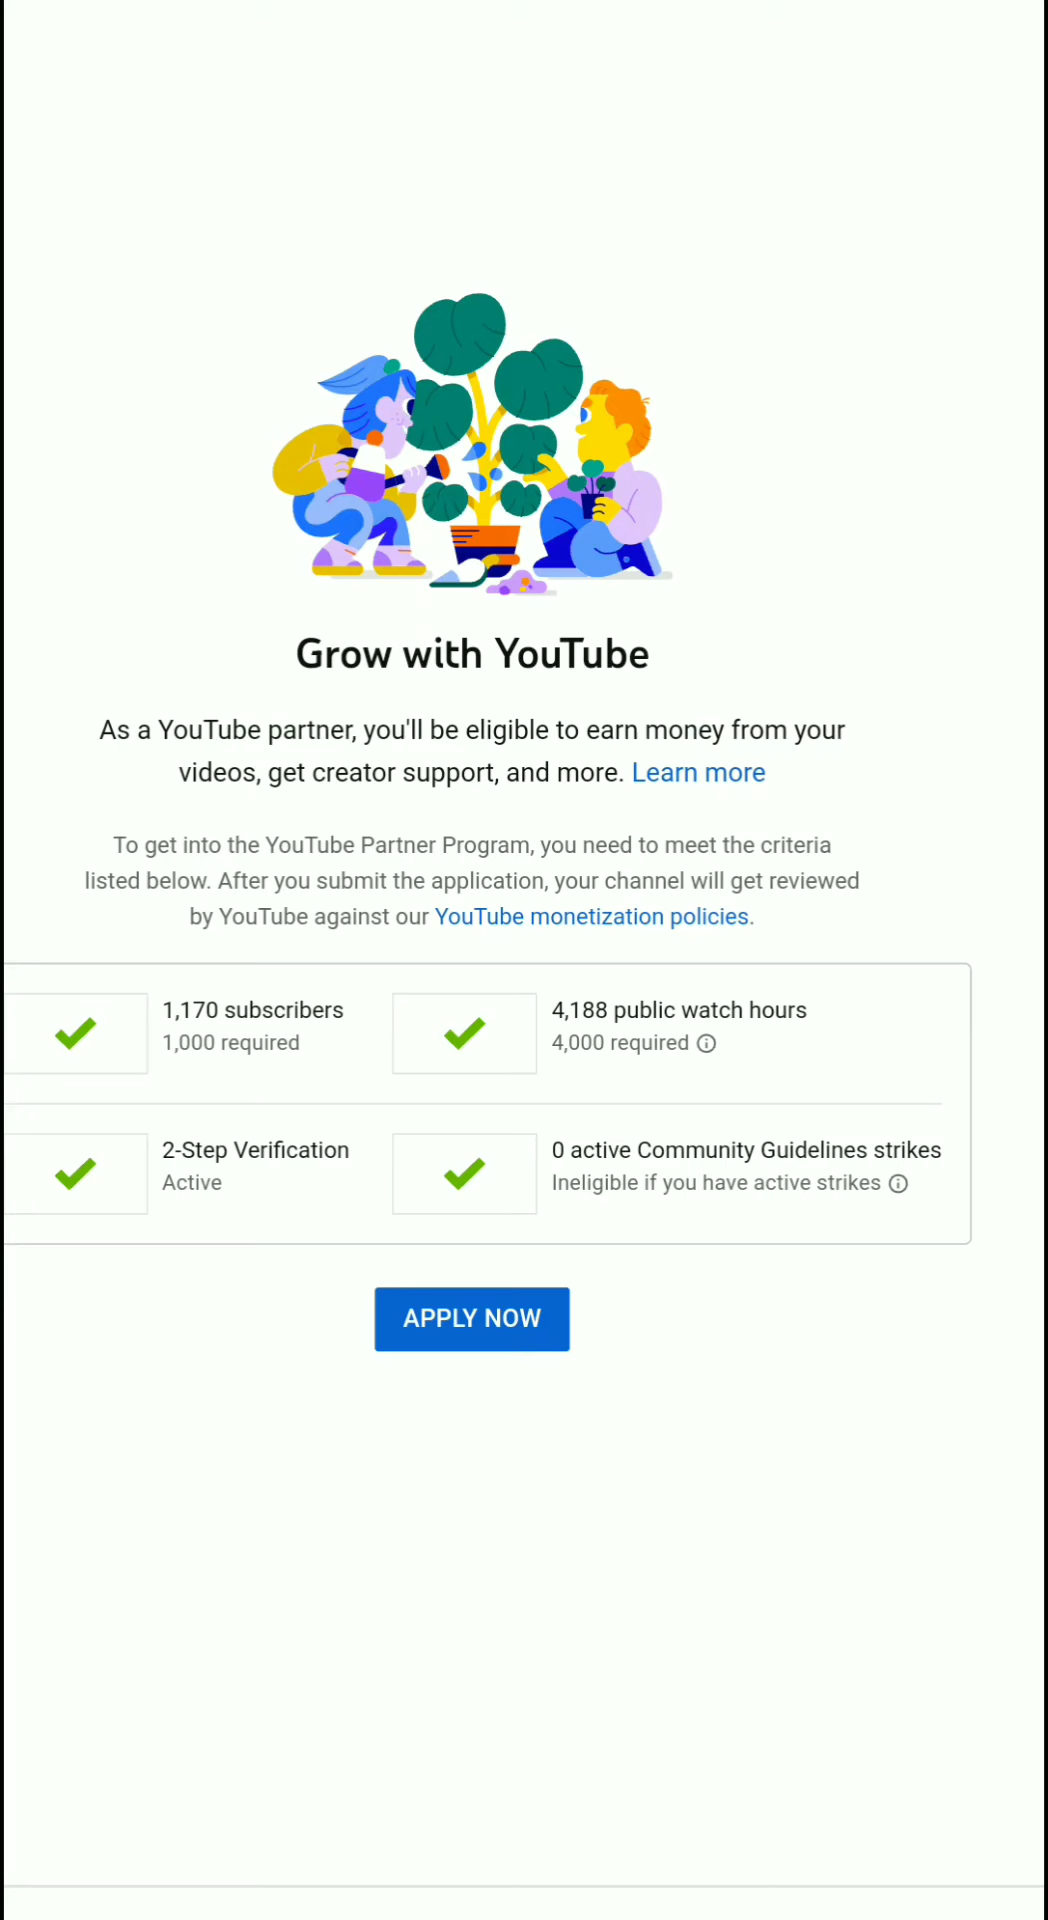 Grow with YouTube
As a YouTube partner, you'll be eligible to earn money from your
videos, get creator support, and more. Learn more
To get into the YouTube Partner Program, you need to meet the criteria
listed below. After you submit the application, your channel will get reviewed
by YouTube against our YouTube monetization policies.
1,170 subscribers
1,000 required
4,188 public watch hours
4,000 required
2-Step Verification
Active
0 active Community Guidelines strikes
Ineligible if you have active strikes
APPLY NOW